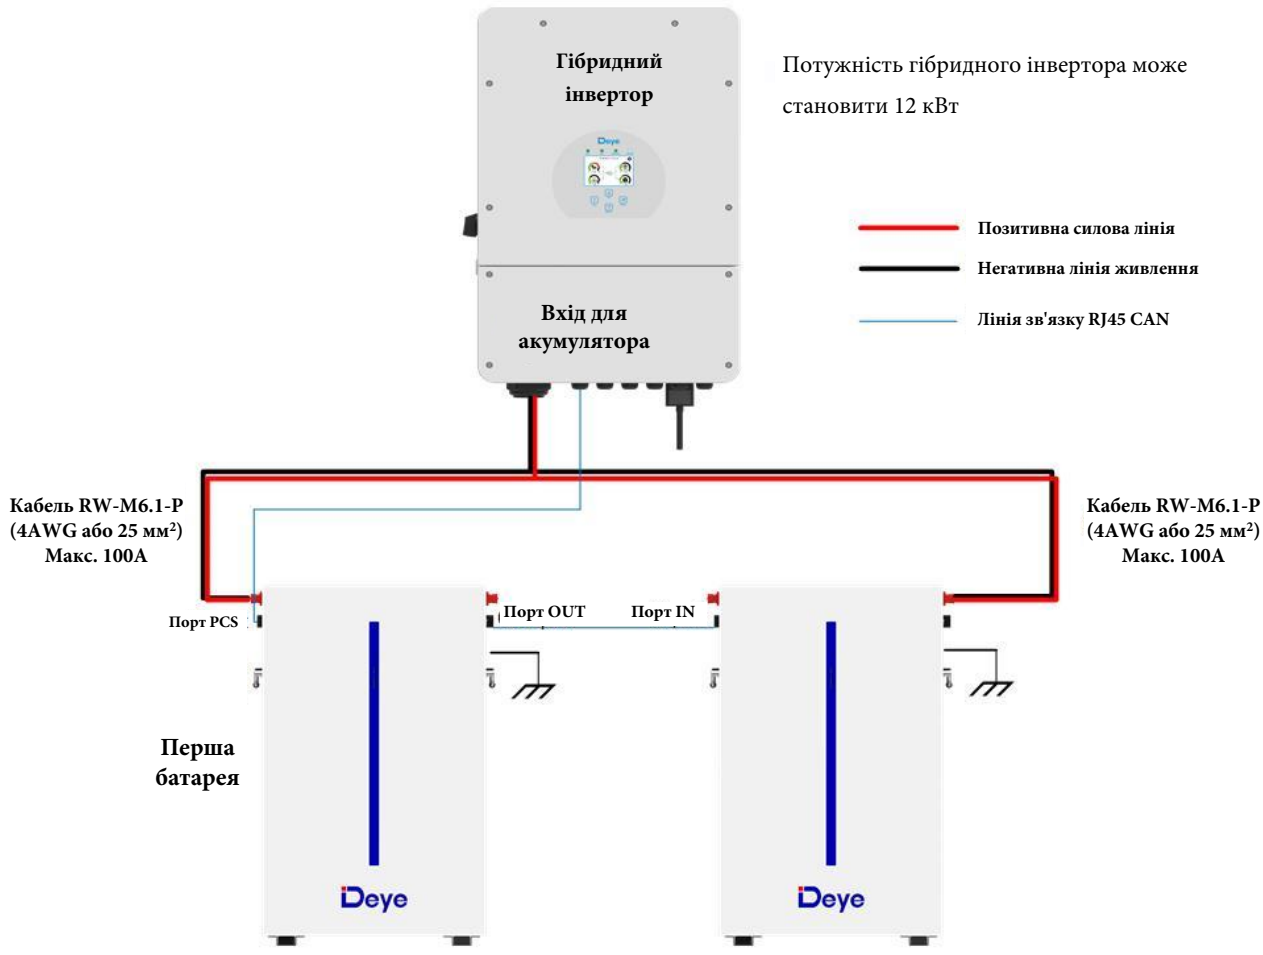 Гібридний
інвертор
Потужність гібридного інвертора може
становити 12 кВт
Deye
Позитивна силова лінія
Негативна лінія живлення
Лінія зв'язку RJ45 CAN
Вхід для
акумулятора
Кабель RW-M6.1-P
(4AWG або 25 мм²)
Макс. 100А
Кабель RW-M6.1-P
(4AWG або 25 мм²)
Макс. 100А
Порт PCS
Порт OUT
Порт IN
Перша
батарея
Deye
Deye